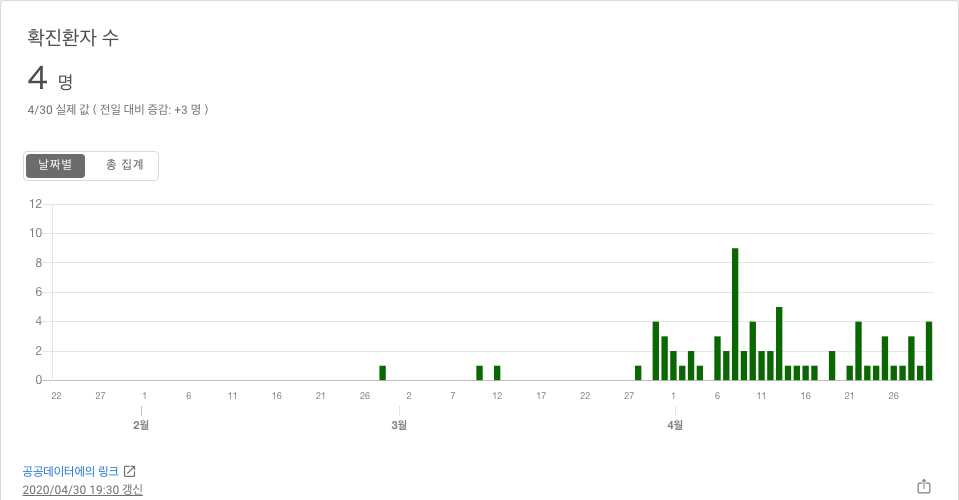 확진환자 수
4 명
4/30 실제 값 ( 전일 대비 증감: +3 명 )
날짜별 총 집계
12
10
8
6
4
2
0
22 27 1 6 11 16 21 26 2 7 12 17 22 27 1 6 11 16 21 26
2월 3월 4월
공공데이터에의 링크
2020/04/30 19:30 갱신